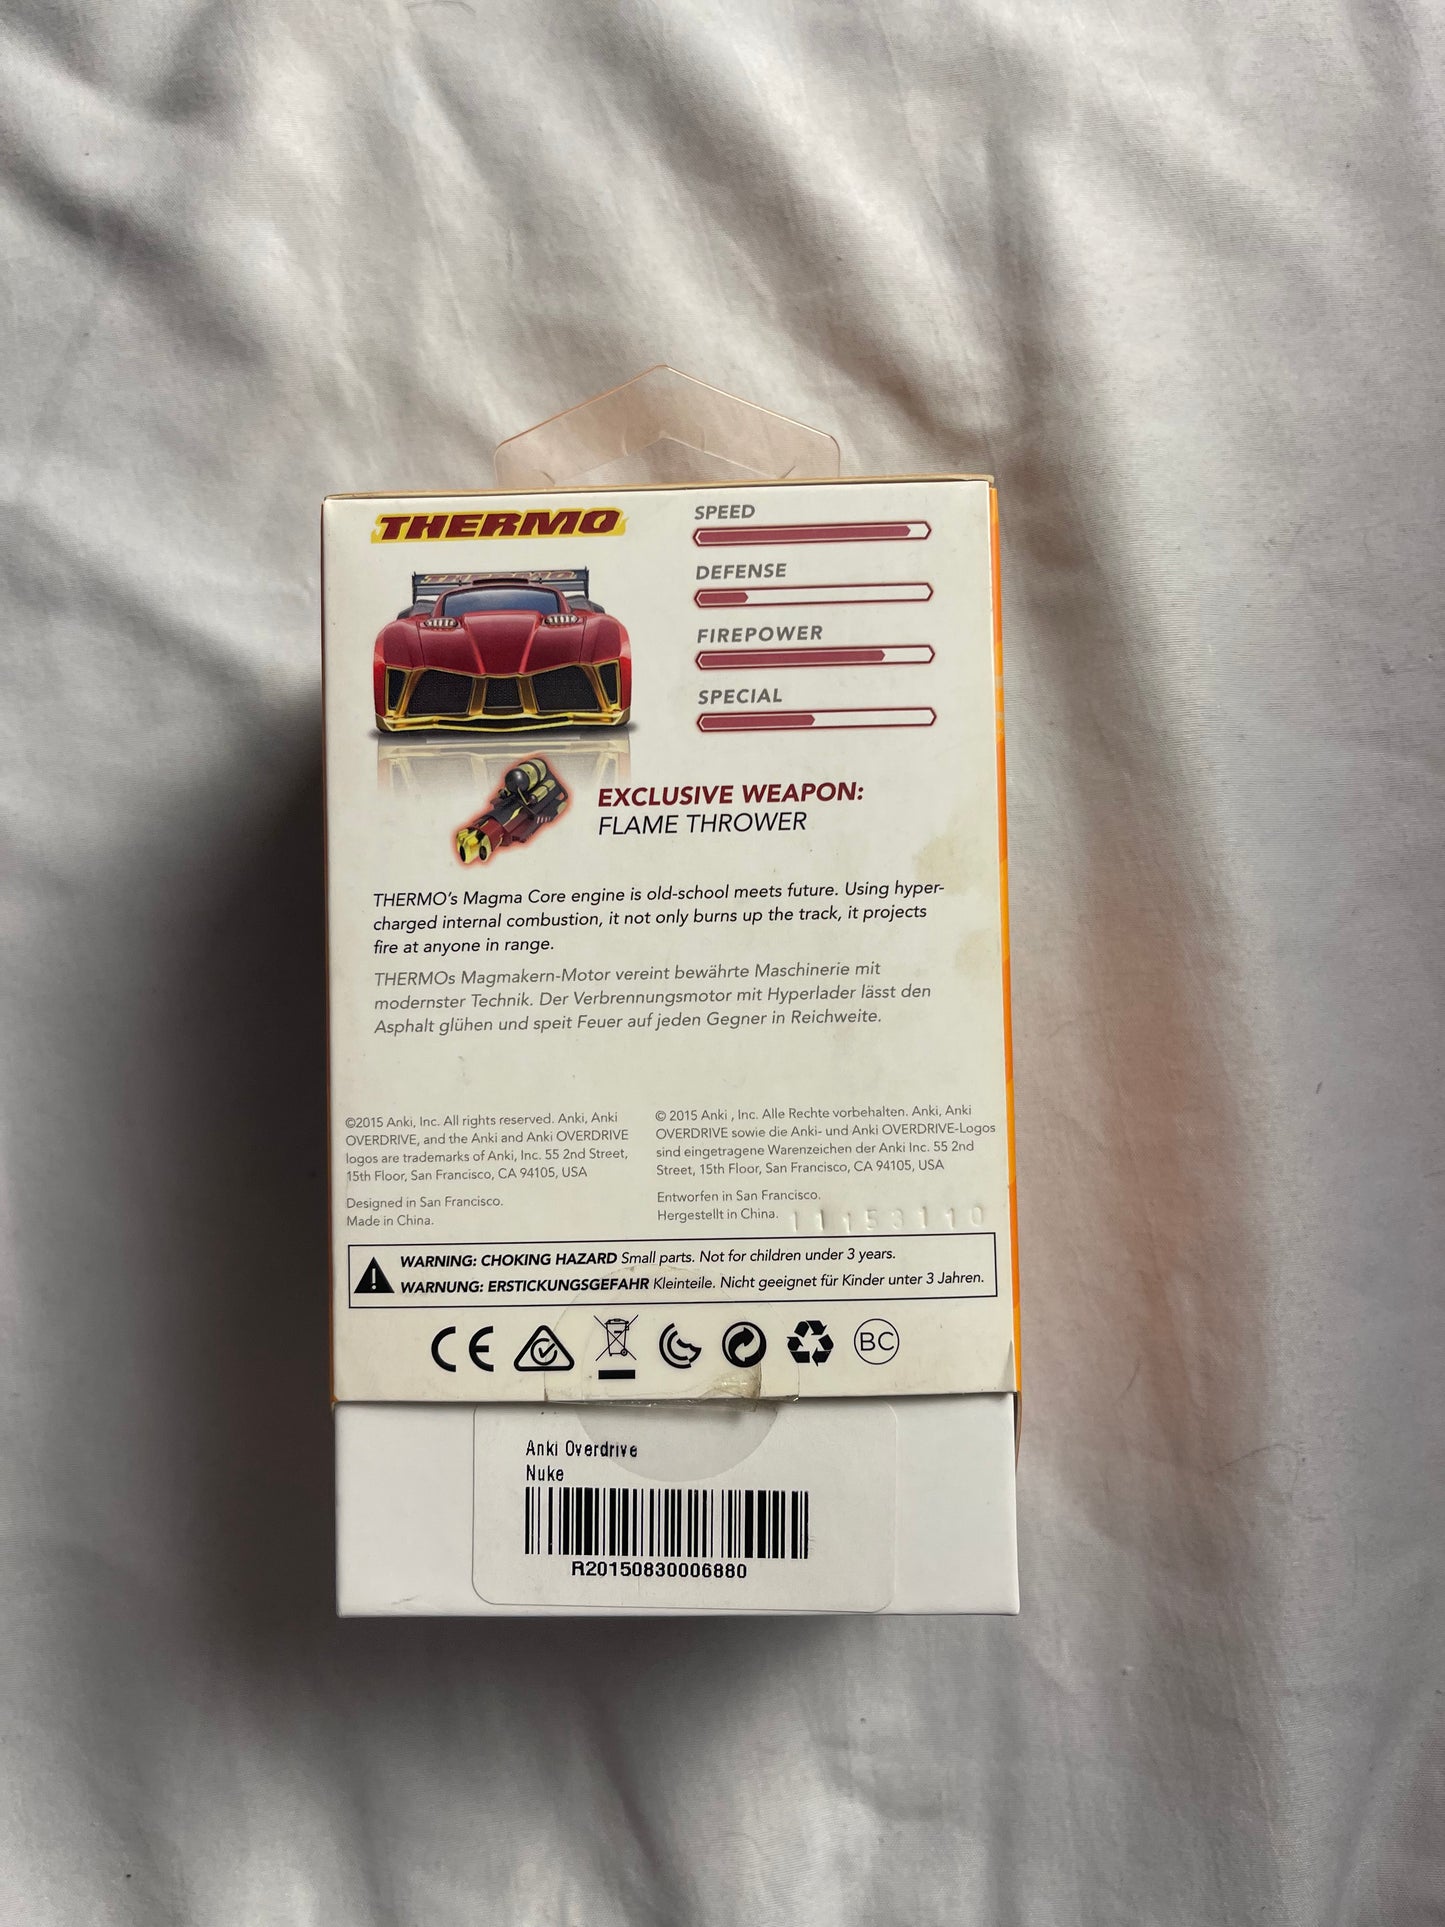 THERMO
THERMO
SPEED
DEFENSE
FIREPOWER
SPECIAL
EXCLUSIVE WEAPON:
FLAME THROWER
THERMO's Magma Core engine is old-school meets future. Using hyper-
charged internal combustion, it not only burns up the track, it projects
fire at anyone in range.
THERMOs Magmakern-Motor vereint bewährte Maschinerie mit
modernster Technik. Der Verbrennungsmotor mit Hyperlader lässt den
Asphalt glühen und speit Feuer auf jeden Gegner in Reichweite.
©2015 Anki, Inc. All rights reserved. Anki, Anki
OVERDRIVE, and the Anki and Anki OVERDRIVE
logos are trademarks of Anki, Inc. 55 2nd Street,
15th Floor, San Francisco, CA 94105, USA
Designed in San Francisco.
Made in China.
© 2015 Anki , Inc. Alle Rechte vorbehalten. Anki, Anki
OVERDRIVE sowie die Anki- und Anki OVERDRIVE-Logos
sind eingetragene Warenzeichen der Anki Inc. 55 2nd
Street, 15th Floor, San Francisco, CA 94105, USA
Entworfen in San Francisco.
Hergestellt in China.
11153110
WARNING: CHOKING HAZARD Small parts. Not for children under 3 years.
WARNUNG: ERSTICKUNGSGEFAHR Kleinteile. Nicht geeignet für Kinder unter 3 Jahren.
CE
BC
Anki Overdrive
Nuke
R20150830006880